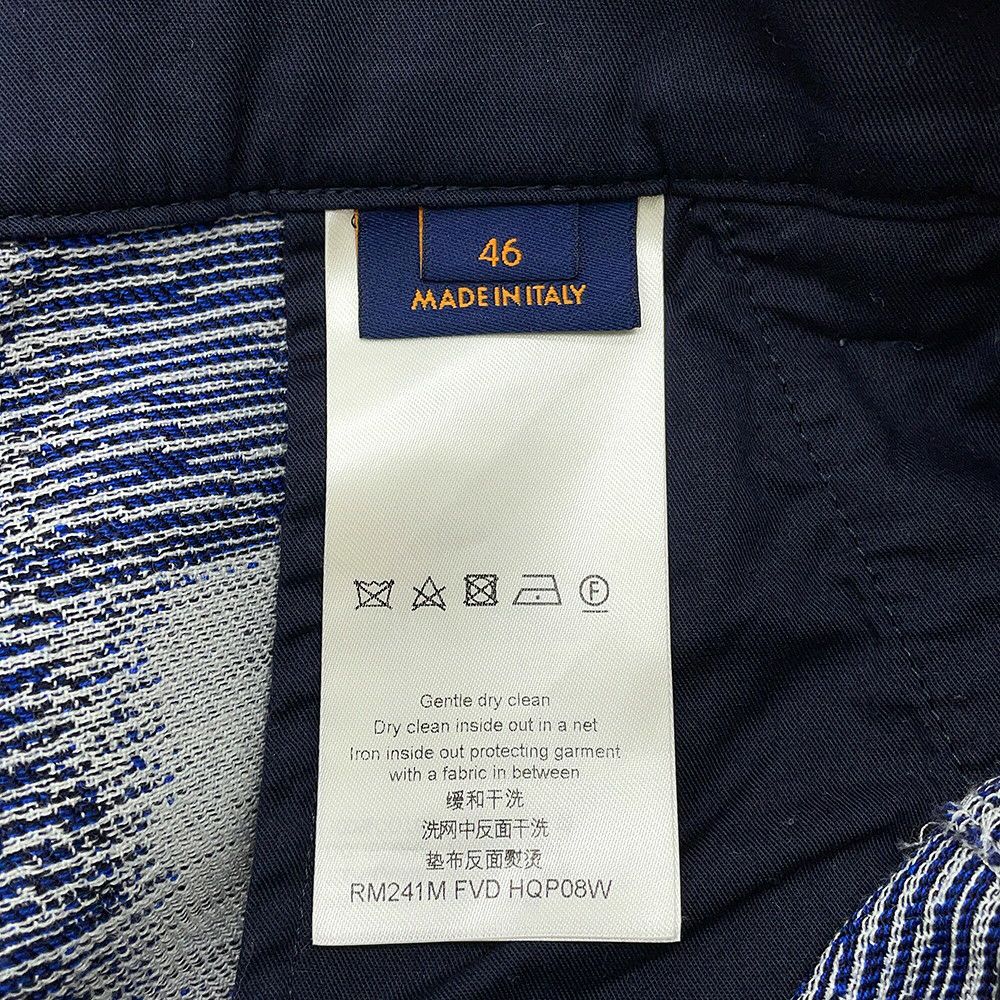 46
MADE IN ITALY
F
Gentle dry clean
Dry clean inside out in a net
Iron inside out protecting garment
with a fabric in between
缓和干洗
洗网中反面干洗
垫布反面熨烫
RM241M FVD HQP08W